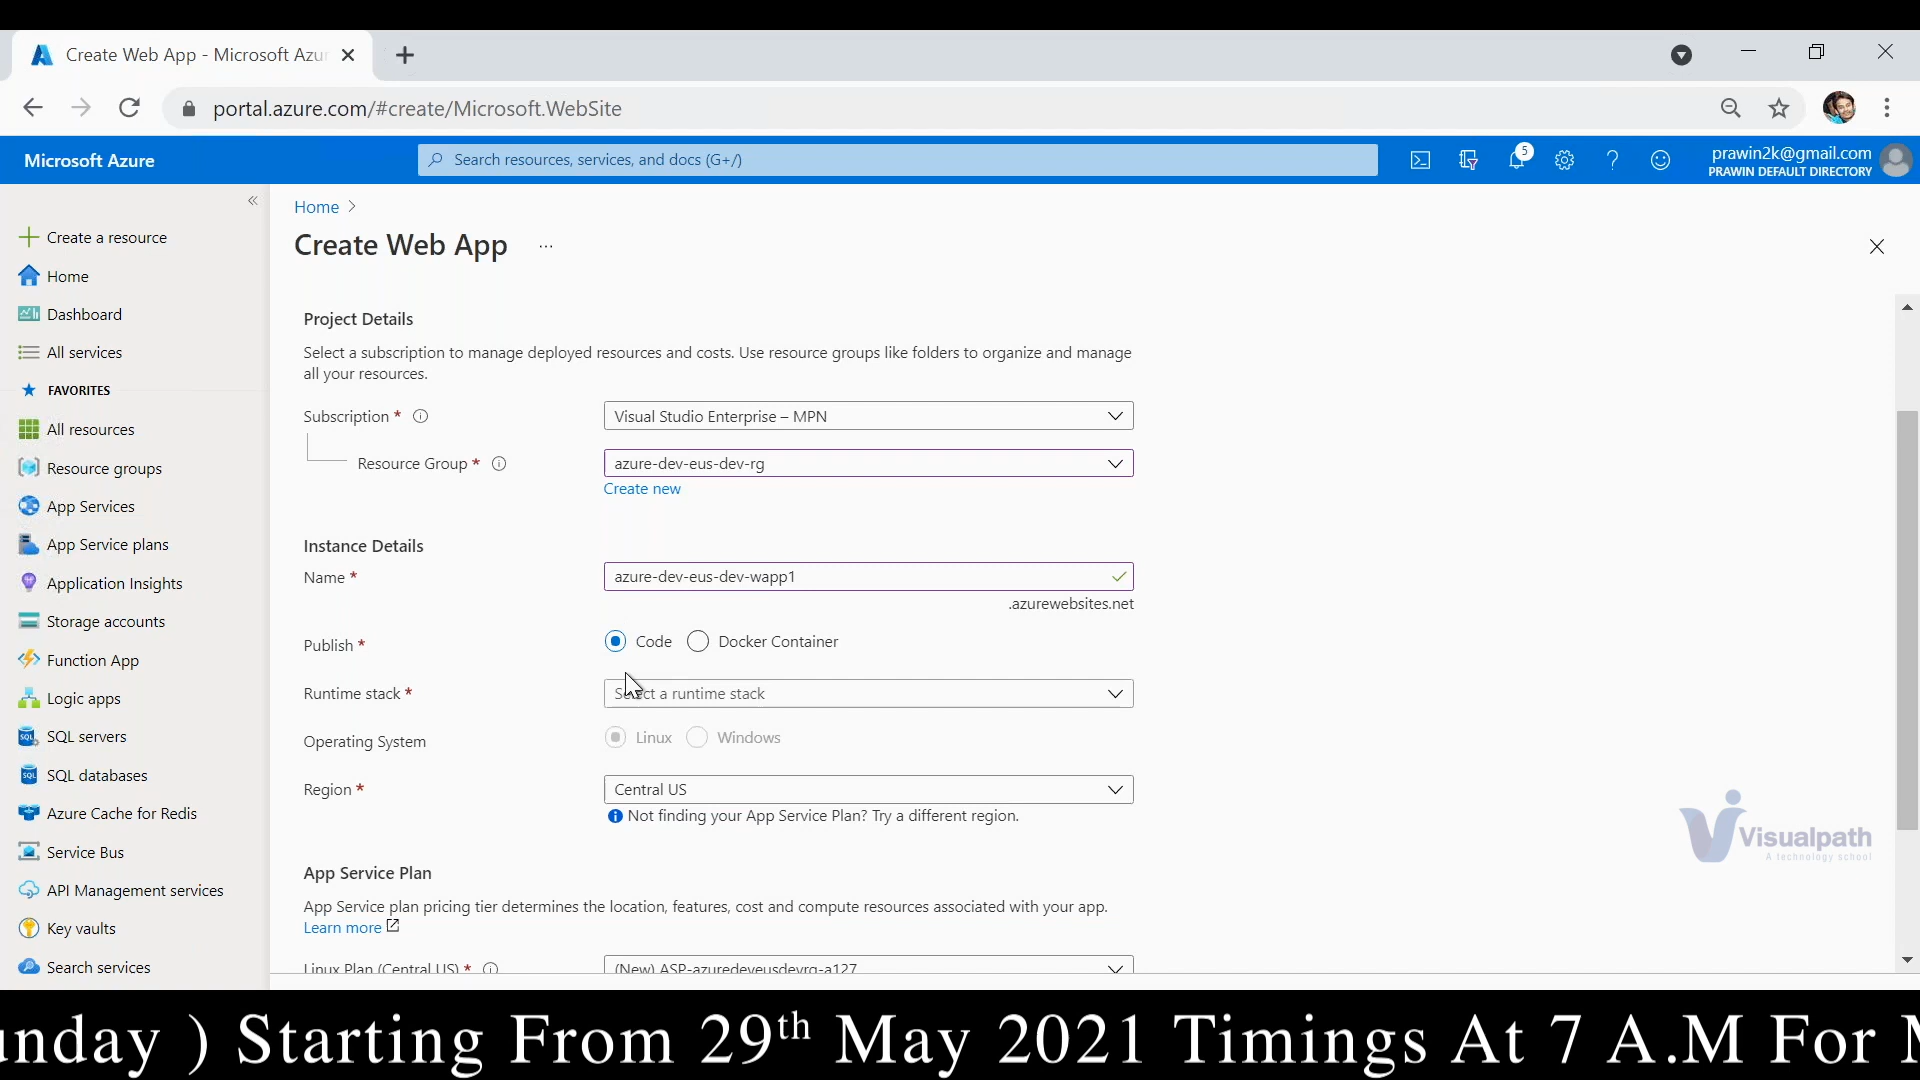 Create Web App - Microsoft Azu
portal.azure.com/#create/Microsoft.WebSite
Microsoft Azure
Search resources, services, and docs (G+/)
5
prawin2k@gmail.com
PRAWIN DEFAULT DIRECTORY
Create a resource
Home
Dashboard
All services
FAVORITES
All resources
Resource groups
App Services
App Service plans
Application Insights
Storage accounts
Function App
Logic apps
SQL servers
SQL databases
Azure Cache for Redis
Service Bus
API Management services
Key vaults
Search services
Home >
Create Web App ...
Project Details
Select a subscription to manage deployed resources and costs. Use resource groups like folders to organize and manage
all your resources.
Subscription * Visual Studio Enterprise – MPN
Resource Group * azure-dev-eus-dev-rg
Create new
Instance Details
Name * azure-dev-eus-dev-wapp1
.azurewebsites.net
Publish * Code Docker Container
Runtime stack * Select a runtime stack
Operating System Linux Windows
Region * Central US
Not finding your App Service Plan? Try a different region.
App Service Plan
App Service plan pricing tier determines the location, features, cost and compute resources associated with your app.
Learn more
Linux Plan (Central US) * (New) ASP-azuredeveusdevrg-a127
Visualpath
A technology school
unday ) Starting From 29th May 2021 Timings At 7 A.M For